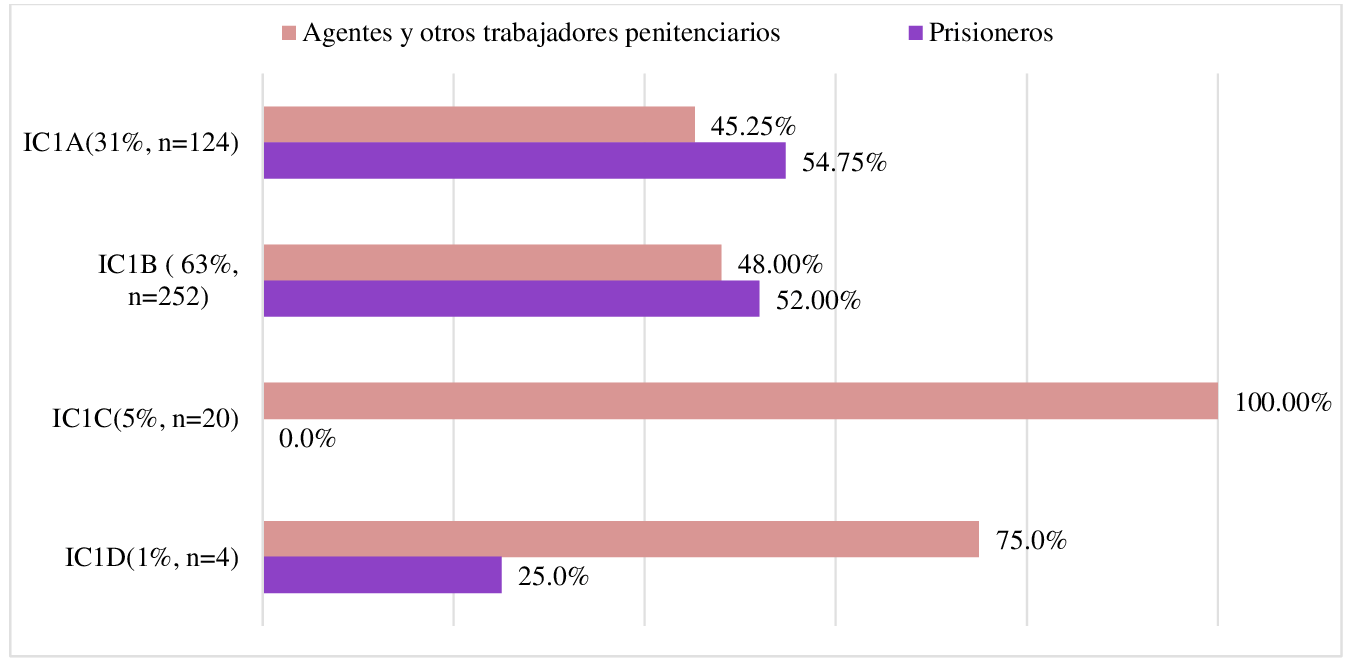 Agentes y otros trabajadores penitenciarios
Prisioneros
IC1A(31%, n=124)
45.25%
54.75%
IC1B ( 63%,
n=252)
48.00%
52.00%
IC1C(5%, n=20)
100.00%
0.0%
IC1D(1%, n=4)
75.0%
25.0%